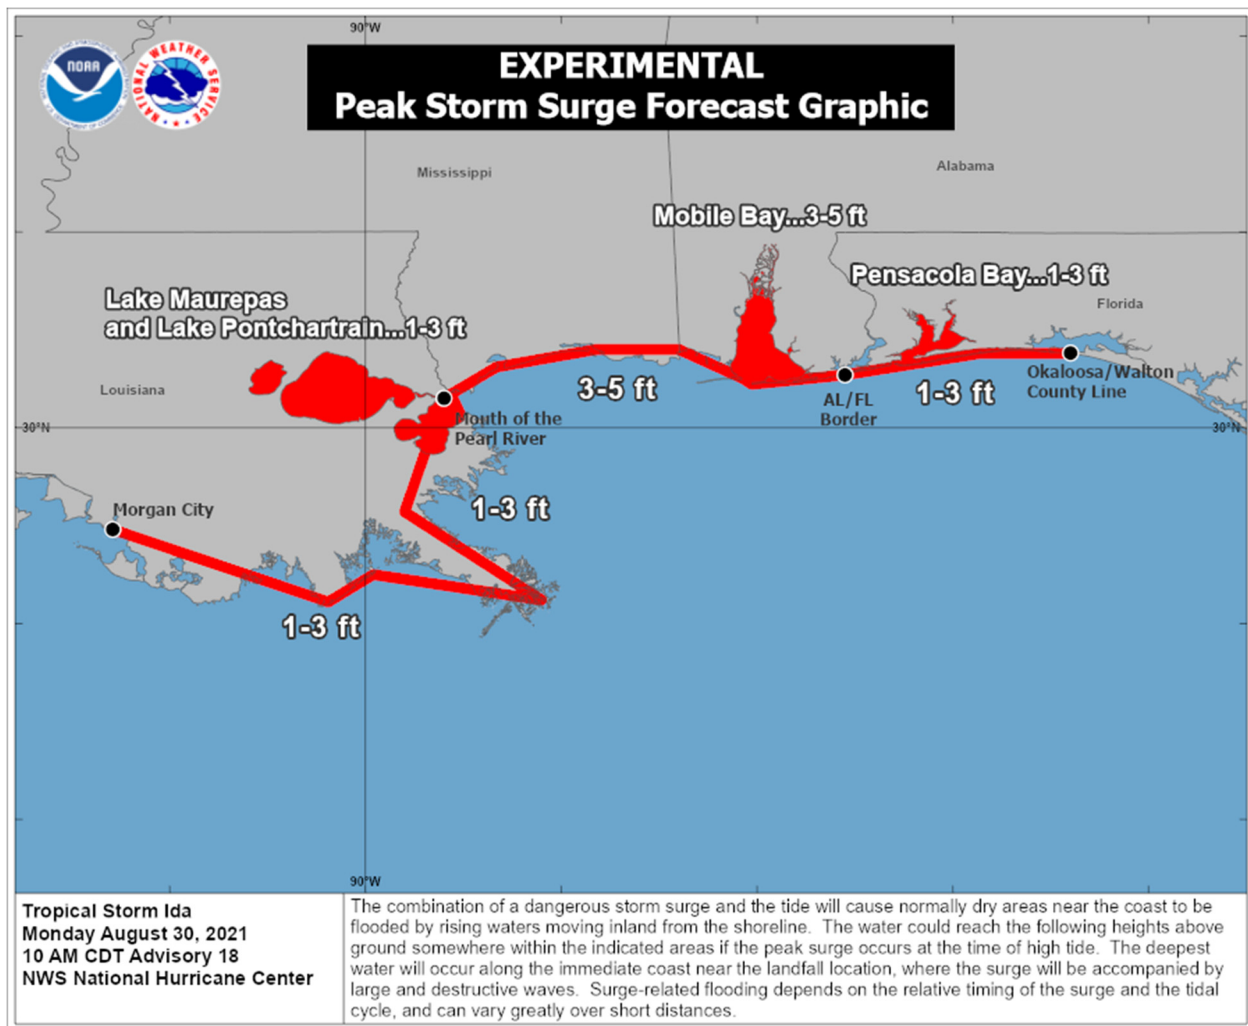 90°W
NOAA
NATIONAL WEATHER SERVICE
EXPERIMENTAL
Peak Storm Surge Forecast Graphic
Mississippi
Alabama
Mobile Bay...3-5 ft
Pensacola Bay...1-3 ft
Lake Maurepas
and Lake Pontchartrain...1-3 ft
Florida
Louisiana
3-5 ft
1-3 ft
Okaloosa/Walton
County Line
AL/FL
Border
Mouth of the
Pearl River
30°N
30°N
Morgan City
1-3 ft
1-3 ft
90°W
Tropical Storm Ida
Monday August 30, 2021
10 AM CDT Advisory 18
NWS National Hurricane Center
The combination of a dangerous storm surge and the tide will cause normally dry areas near the coast to be
flooded by rising waters moving inland from the shoreline.  The water could reach the following heights above
ground somewhere within the indicated areas if the peak surge occurs at the time of high tide.  The deepest
water will occur along the immediate coast near the landfall location, where the surge will be accompanied by
large and destructive waves.  Surge-related flooding depends on the relative timing of the surge and the tidal
cycle, and can vary greatly over short distances.